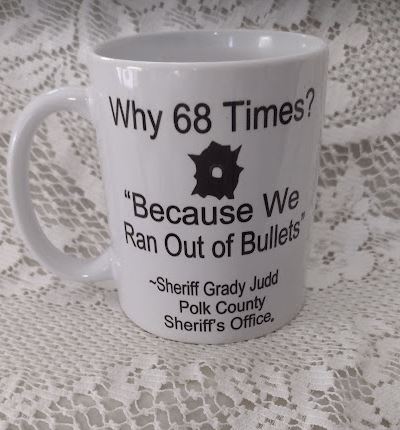 Why 68 Times?
"Because We
Ran Out of Bullets"
~Sheriff Grady Judd
Polk County
Sheriff's Office.